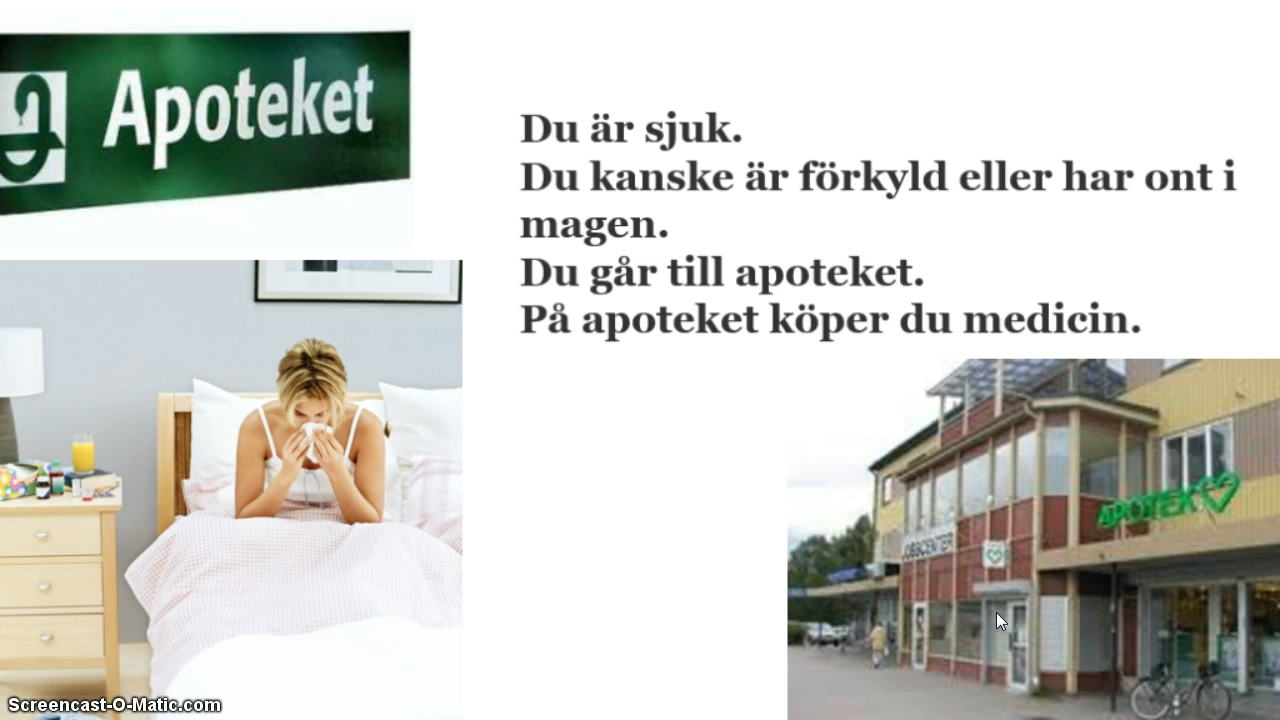 Apoteket
Du är sjuk.
Du kanske är förkyld eller har ont i
magen.
Du går till apoteket.
På apoteket köper du medicin.
APOTEK
JOBBCENTER
Screencast-O-Matic.com